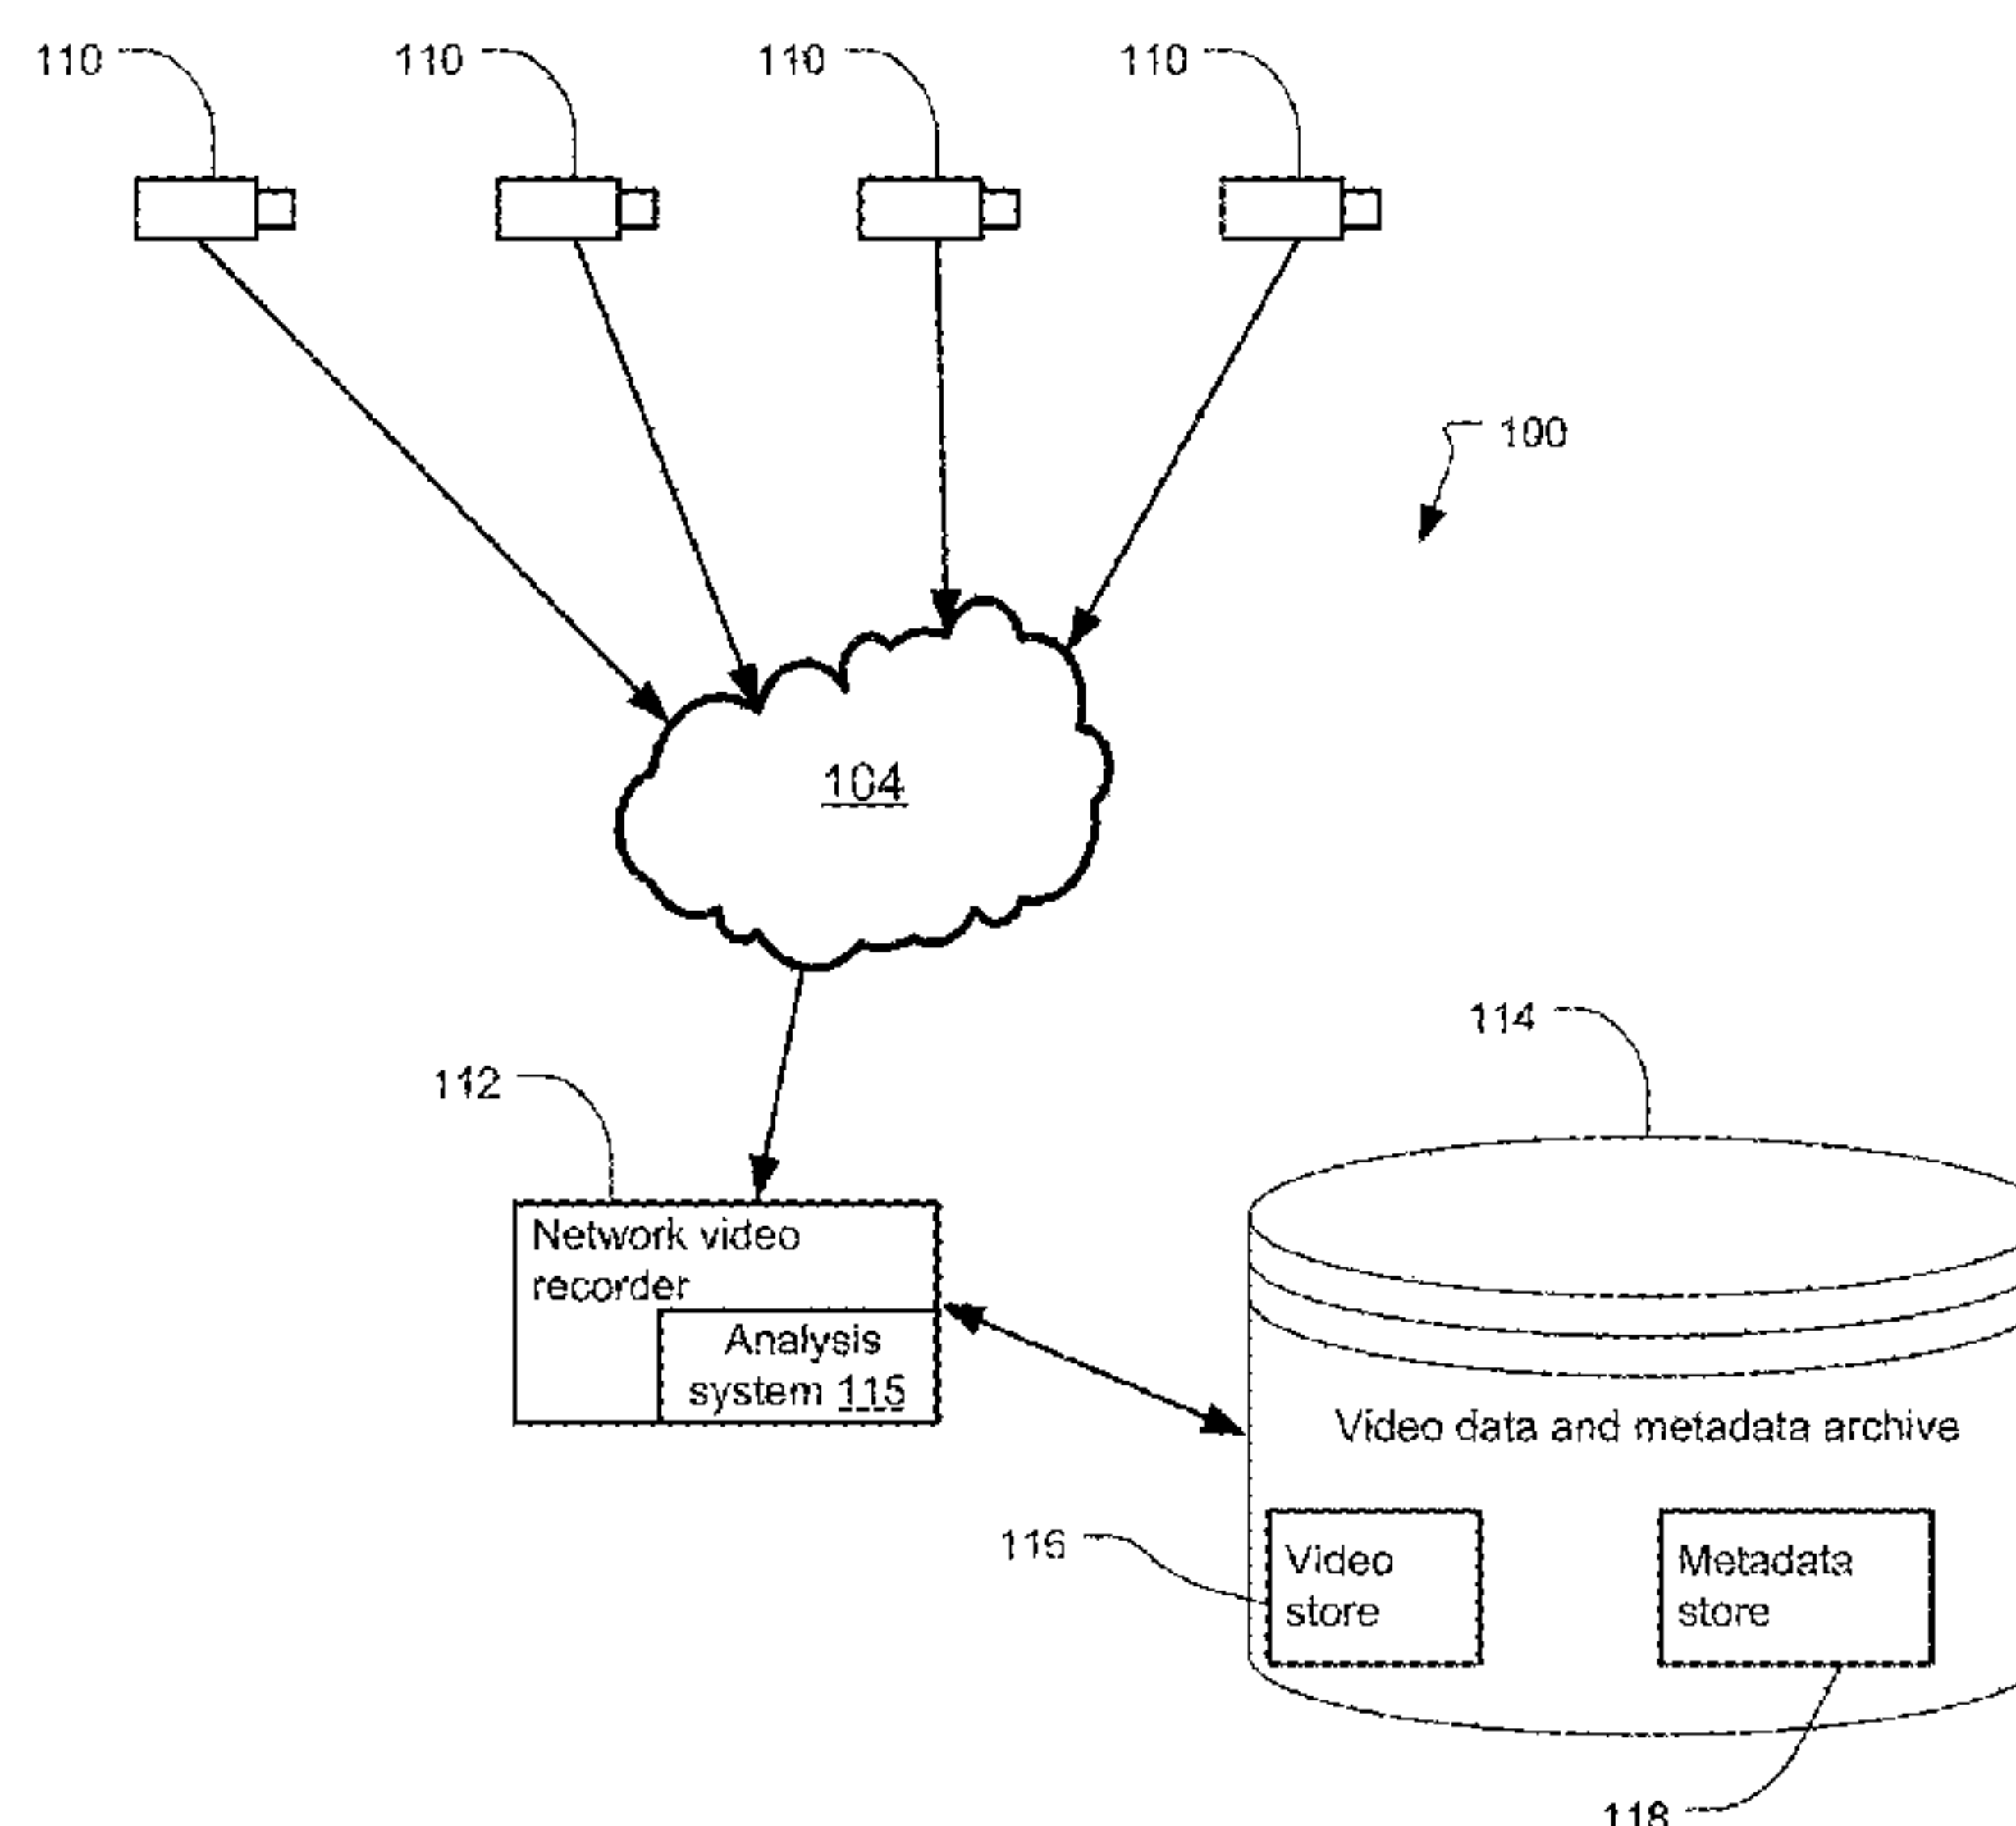 110 110 110 110
100
104
114
112
Network video
recorder
Analysis
system 115
Video data and metadata archive
116
Video
store
Metadata
store
118